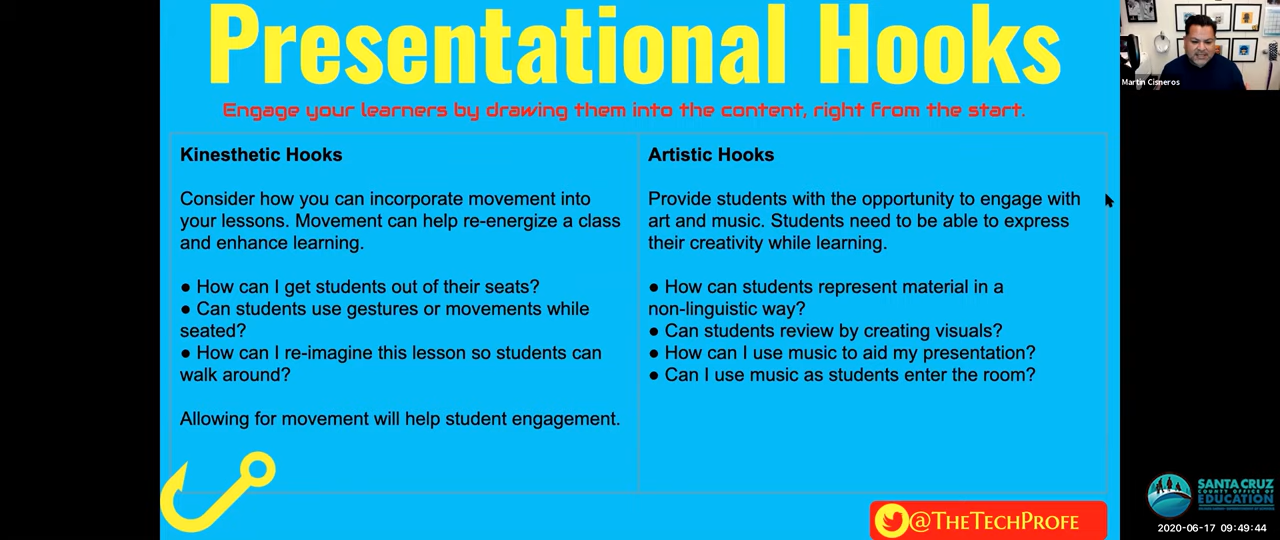 Presentational Hooks
Engage your learners by drawing them into the content, right from the start.
Kinesthetic Hooks
Consider how you can incorporate movement into
your lessons. Movement can help re-energize a class
and enhance learning.
● How can I get students out of their seats?
● Can students use gestures or movements while
seated?
● How can I re-imagine this lesson so students can
walk around?
Allowing for movement will help student engagement.
Artistic Hooks
Provide students with the opportunity to engage with
art and music. Students need to be able to express
their creativity while learning.
● How can students represent material in a
non-linguistic way?
● Can students review by creating visuals?
● How can I use music to aid my presentation?
● Can I use music as students enter the room?
@TheTechProfe
Martin Cisneros
SANTA CRUZ
COUNTY OFFICE OF
EDUCATION
2020-06-17 09:49:44